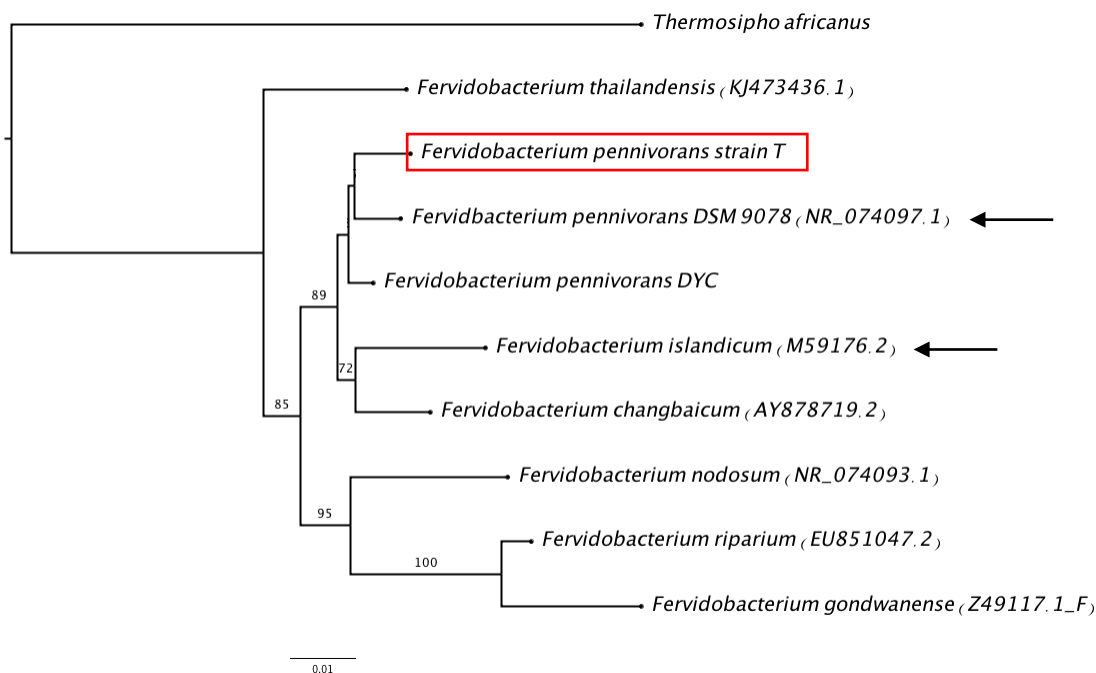 Thermosipho africanus
Fervidobacterium thailandensis (KJ473436.1)
Fervidobacterium pennivorans strain T
Fervidbacterium pennivorans DSM 9078 (NR_074097.1)
Fervidobacterium pennivorans DYC
89
Fervidobacterium islandicum (M59176.2)
72
85
Fervidobacterium changbaicum (AY878719.2)
Fervidobacterium nodosum (NR_074093.1)
95
Fervidobacterium riparium (EU851047.2)
100
Fervidobacterium gondwanense (Z49117.1_F)
0.01